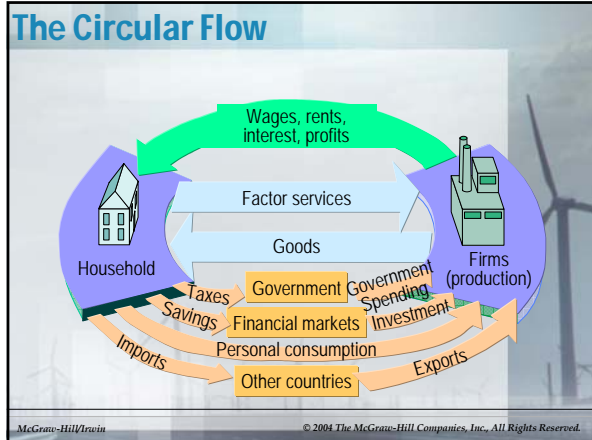 The Circular Flow
Wages, rents,
interest, profits
Factor services
Goods
Household
Firms
(production)
Taxes
Government
Government
Spending
Savings
Financial markets
Investment
Personal consumption
Imports
Other countries
Exports
McGraw-Hill/Irwin
© 2004 The McGraw-Hill Companies, Inc., All Rights Reserved.